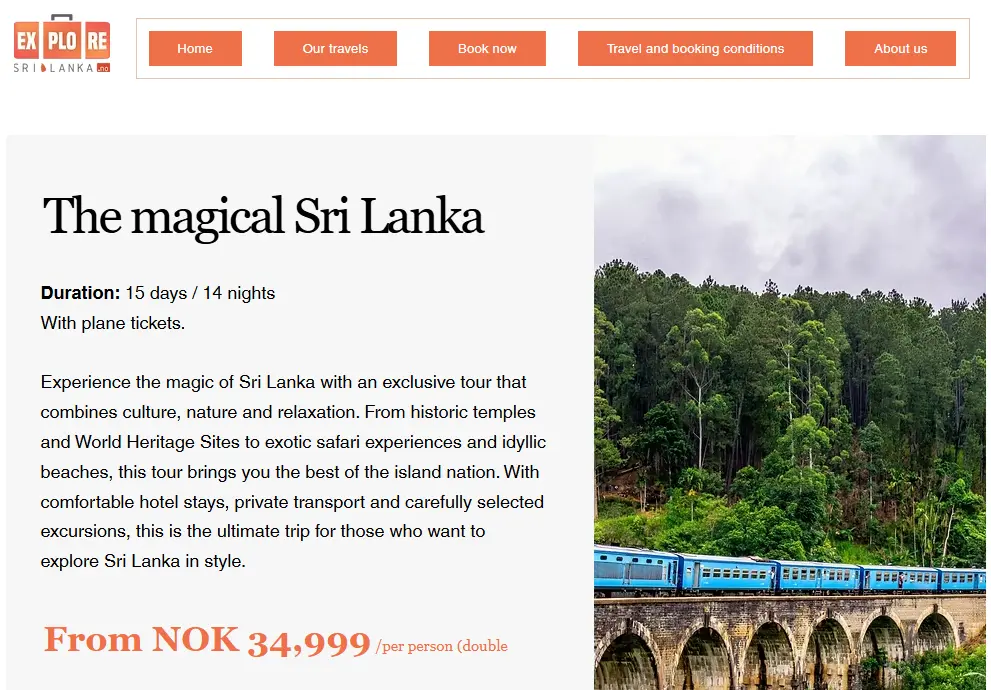 EXPLORE
SRI LANKA .no
Home
Our travels
Book now
Travel and booking conditions
About us
The magical Sri Lanka
Duration: 15 days / 14 nights
With plane tickets.
Experience the magic of Sri Lanka with an exclusive tour that
combines culture, nature and relaxation. From historic temples
and World Heritage Sites to exotic safari experiences and idyllic
beaches, this tour brings you the best of the island nation. With
comfortable hotel stays, private transport and carefully selected
excursions, this is the ultimate trip for those who want to
explore Sri Lanka in style.
From NOK 34,999 /per person (double